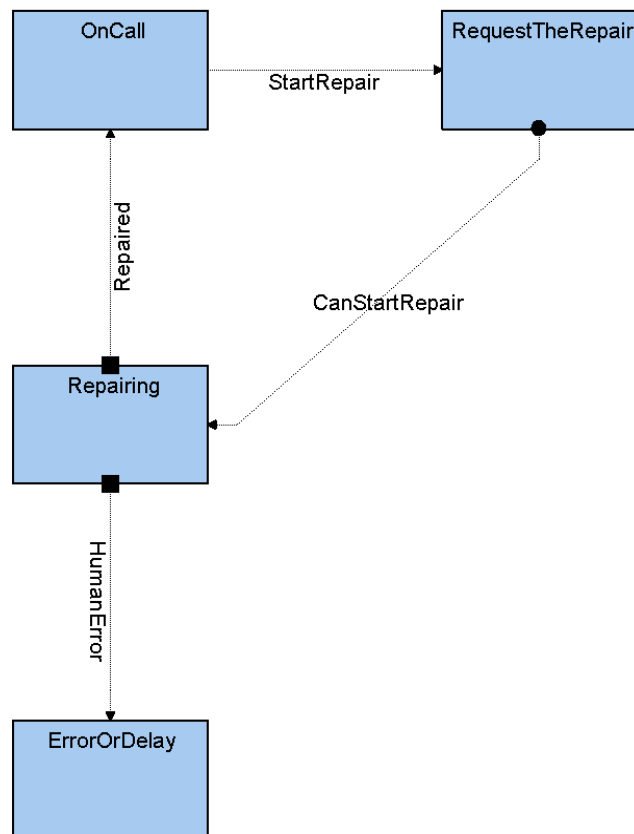 OnCall
RequestTheRepair
StartRepair
Repaired
CanStartRepair
Repairing
HumanError
ErrorOrDelay